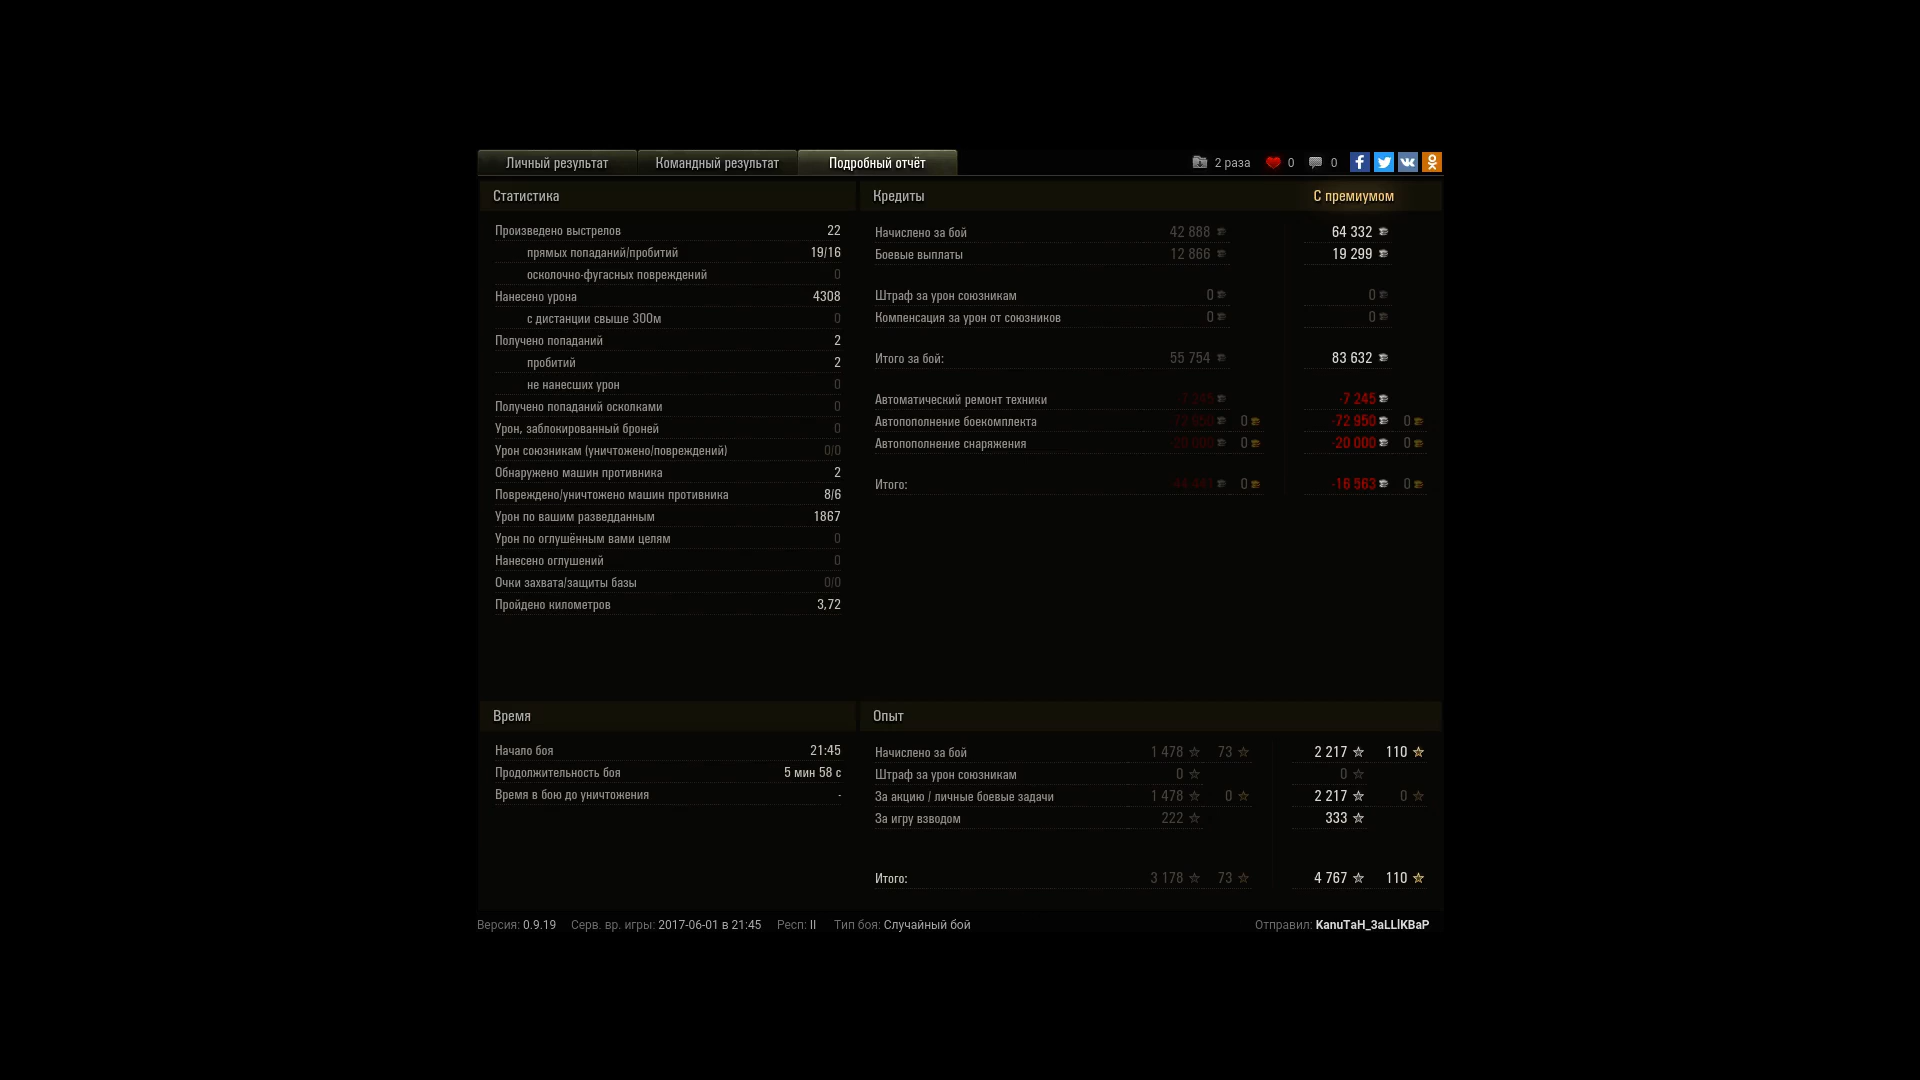 Личный результат Командный результат Подробный отчёт 2 раза 0 0
Статистика
Произведено выстрелов 22
прямых попаданий/пробитий 19/16
осколочно-фугасных повреждений 0
Нанесено урона 4308
с дистанции свыше 300м 0
Получено попаданий 2
пробитий 2
не нанесших урон 0
Получено попаданий осколками 0
Урон, заблокированный броней 0
Урон союзникам (уничтожено/повреждений) 0/0
Обнаружено машин противника 2
Повреждено/уничтожено машин противника 8/6
Урон по вашим разведданным 1867
Урон по оглушённым вами целям 0
Нанесено оглушений 0
Очки захвата/защиты базы 0/0
Пройдено километров 3,72
Кредиты С премиумом
Начислено за бой 42 888 64 332
Боевые выплаты 12 866 19 299
Штраф за урон союзникам 0 0
Компенсация за урон от союзников 0 0
Итого за бой: 55 754 83 632
Автоматический ремонт техники -7 245 -7 245
Автопополнение боекомплекта -72 950 0 -72 950 0
Автопополнение снаряжения -20 000 0 -20 000 0
Итого: -44 441 0 -16 563 0
Время
Начало боя 21:45
Продолжительность боя 5 мин 58 с
Время в бою до уничтожения -
Опыт
Начислено за бой 1 478 73 2 217 110
Штраф за урон союзникам 0 0
За акцию / личные боевые задачи 1 478 0 2 217 0
За игру взводом 222 333
Итого: 3 178 73 4 767 110
Версия: 0.9.19 Серв. вр. игры: 2017-06-01 в 21:45 Респ: II Тип боя: Случайный бой Отправил: KanuTaH_3aLLlKBaP